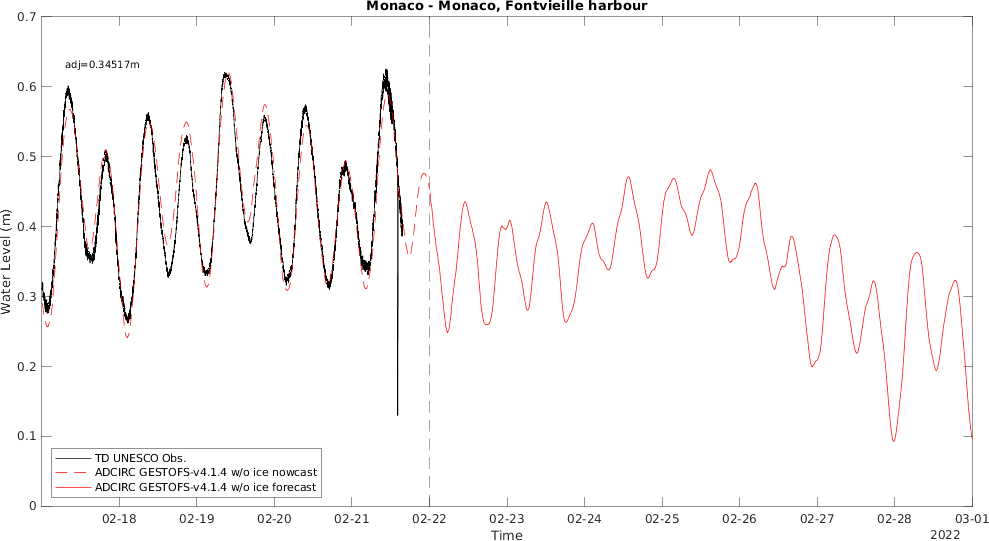 Monaco - Monaco, Fontvieille harbour
adj=0.34517m
Water Level (m)
0.7
0.6
0.5
0.4
0.3
0.2
0.1
0
TD UNESCO Obs.
ADCIRC GESTOFS-v4.1.4 w/o ice nowcast
ADCIRC GESTOFS-v4.1.4 w/o ice forecast
02-18 02-19 02-20 02-21 02-22 02-23 02-24 02-25 02-26 02-27 02-28 03-01
Time
2022